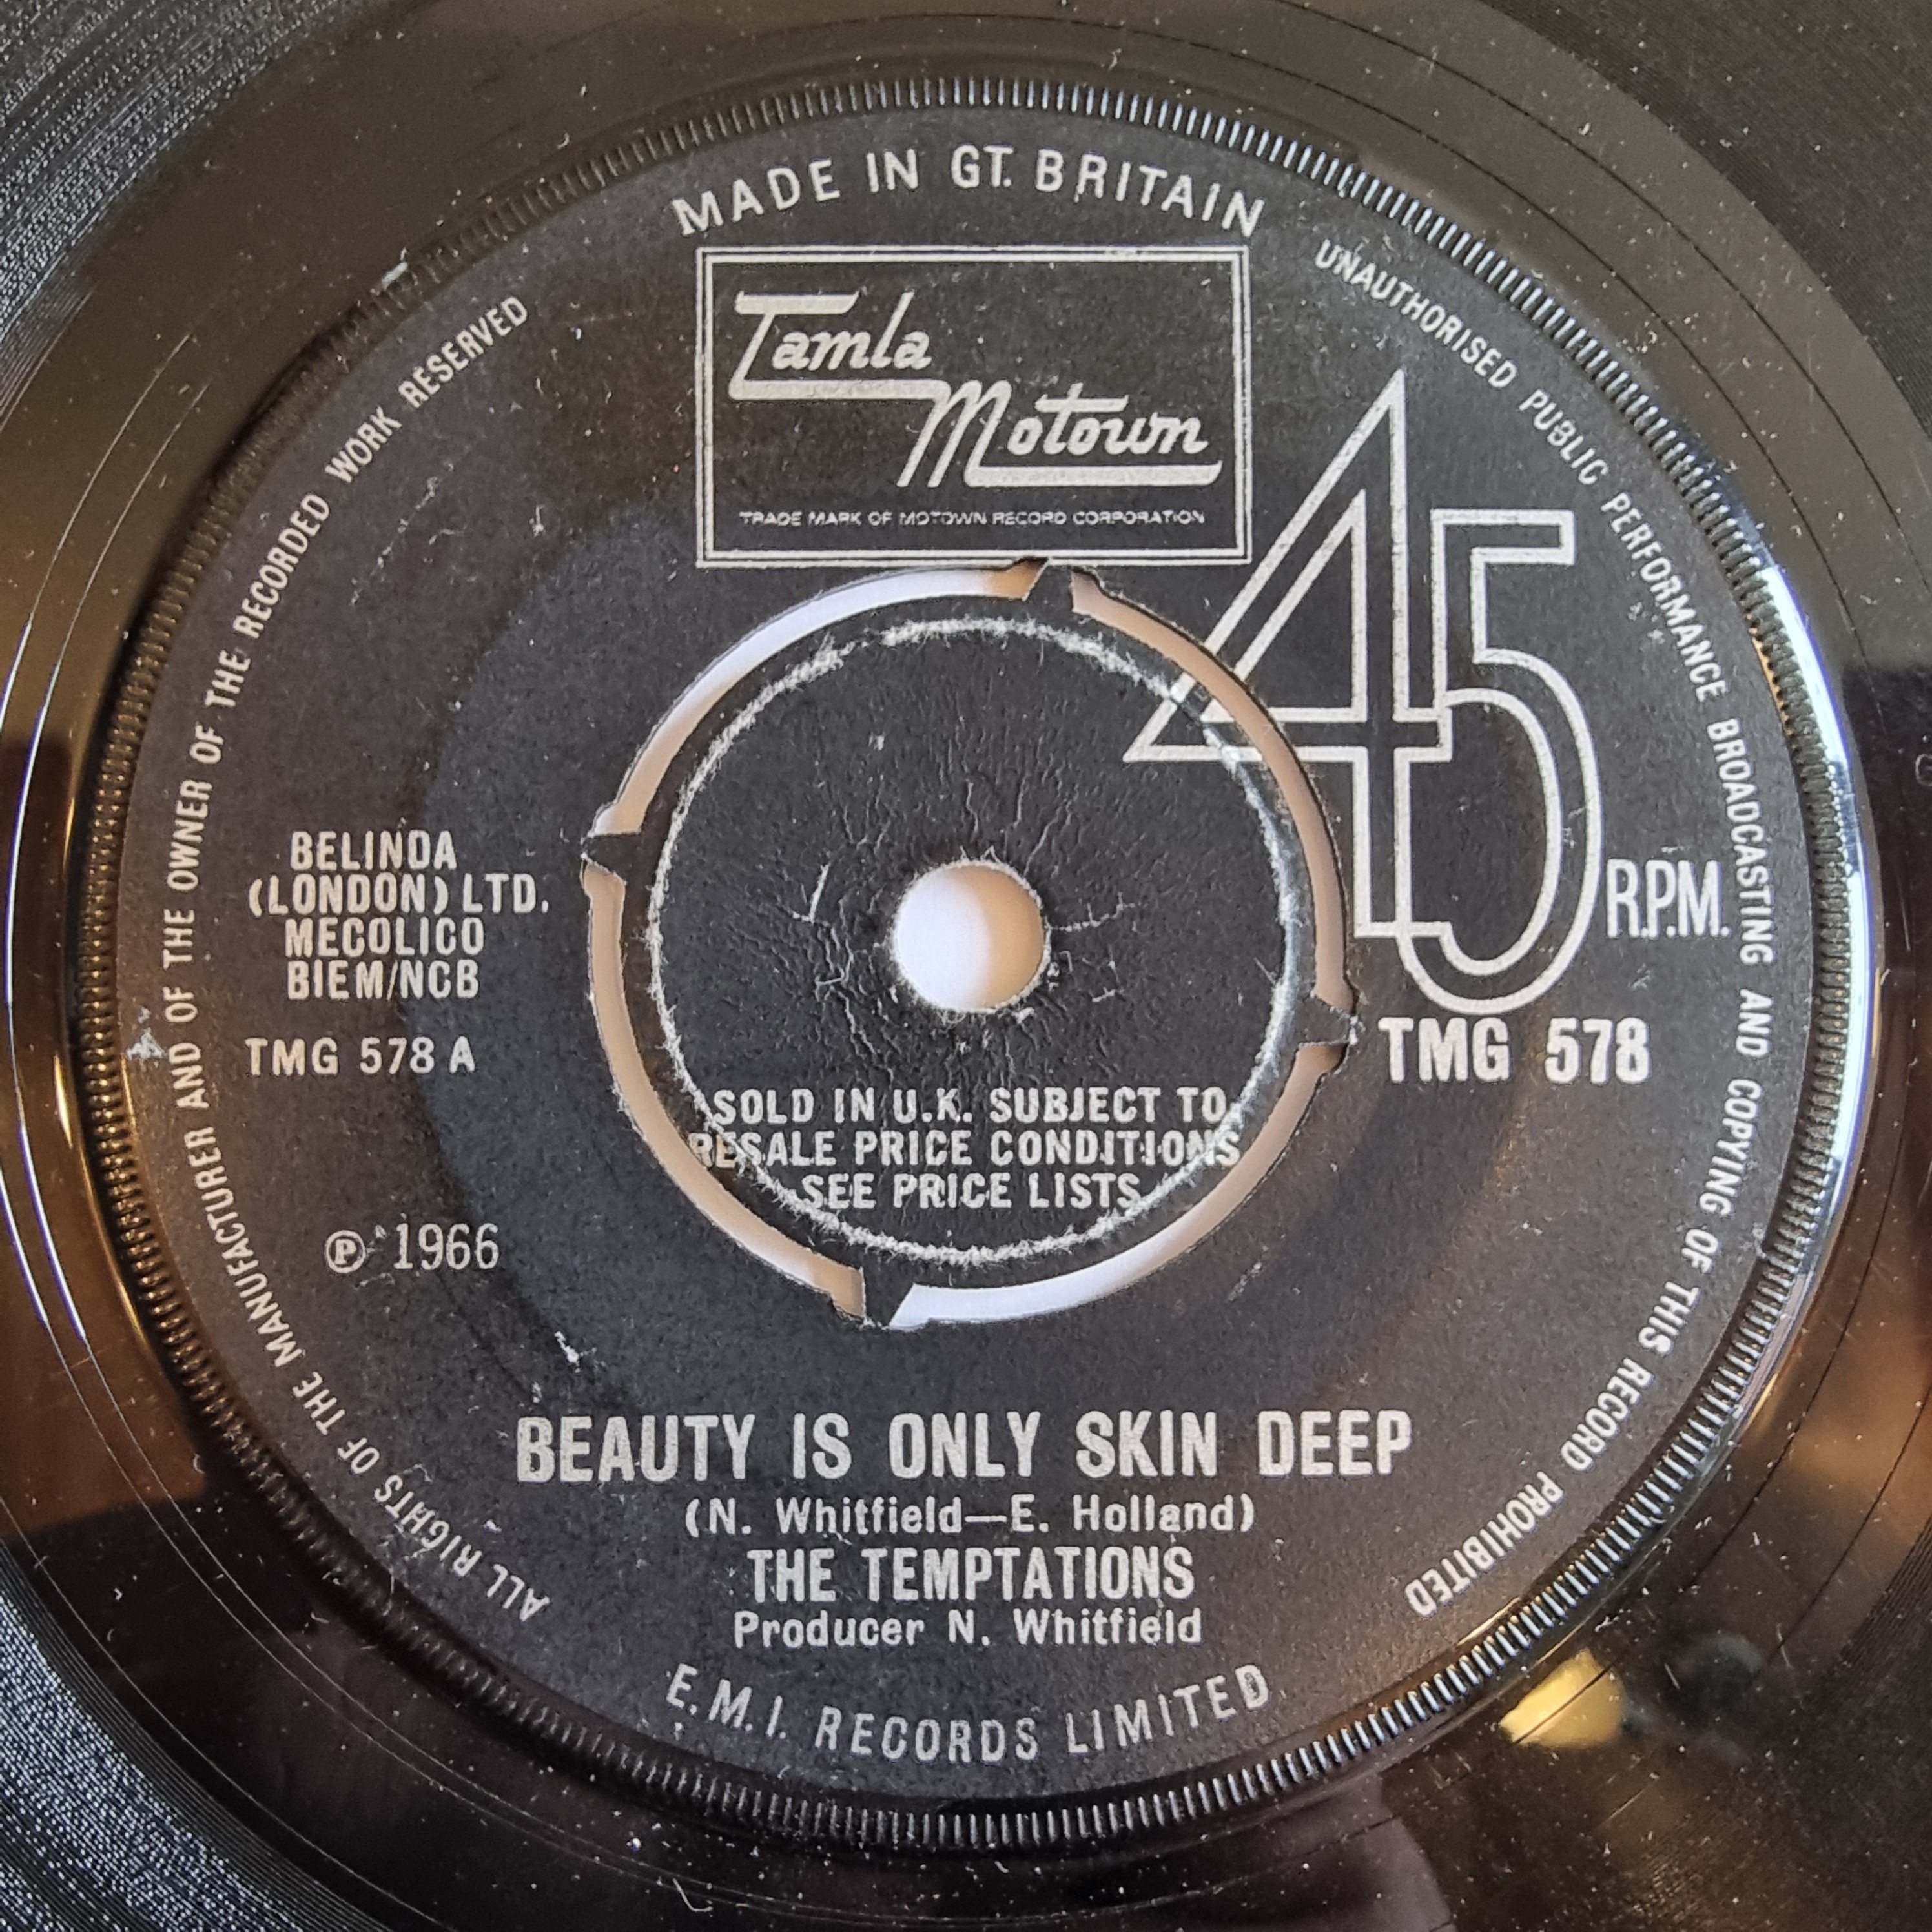 MADE IN GT. BRITAIN
Tamla
Motown
TRADE MARK OF MOTOWN RECORD CORPORATION
45 R.P.M.
BELINDA
(LONDON) LTD.
MECOLICO
BIEM/NCB
TMG 578 A
TMG 578
SOLD IN U.K. SUBJECT TO
RESALE PRICE CONDITIONS
SEE PRICE LISTS
℗ 1966
BEAUTY IS ONLY SKIN DEEP
(N. Whitfield—E. Holland)
THE TEMPTATIONS
Producer N. Whitfield
E.M.I. RECORDS LIMITED
ALL RIGHTS OF THE MANUFACTURER AND OF THE OWNER OF THE RECORDED WORK RESERVED
UNAUTHORISED PUBLIC PERFORMANCE BROADCASTING AND COPYING OF THIS RECORD PROHIBITED